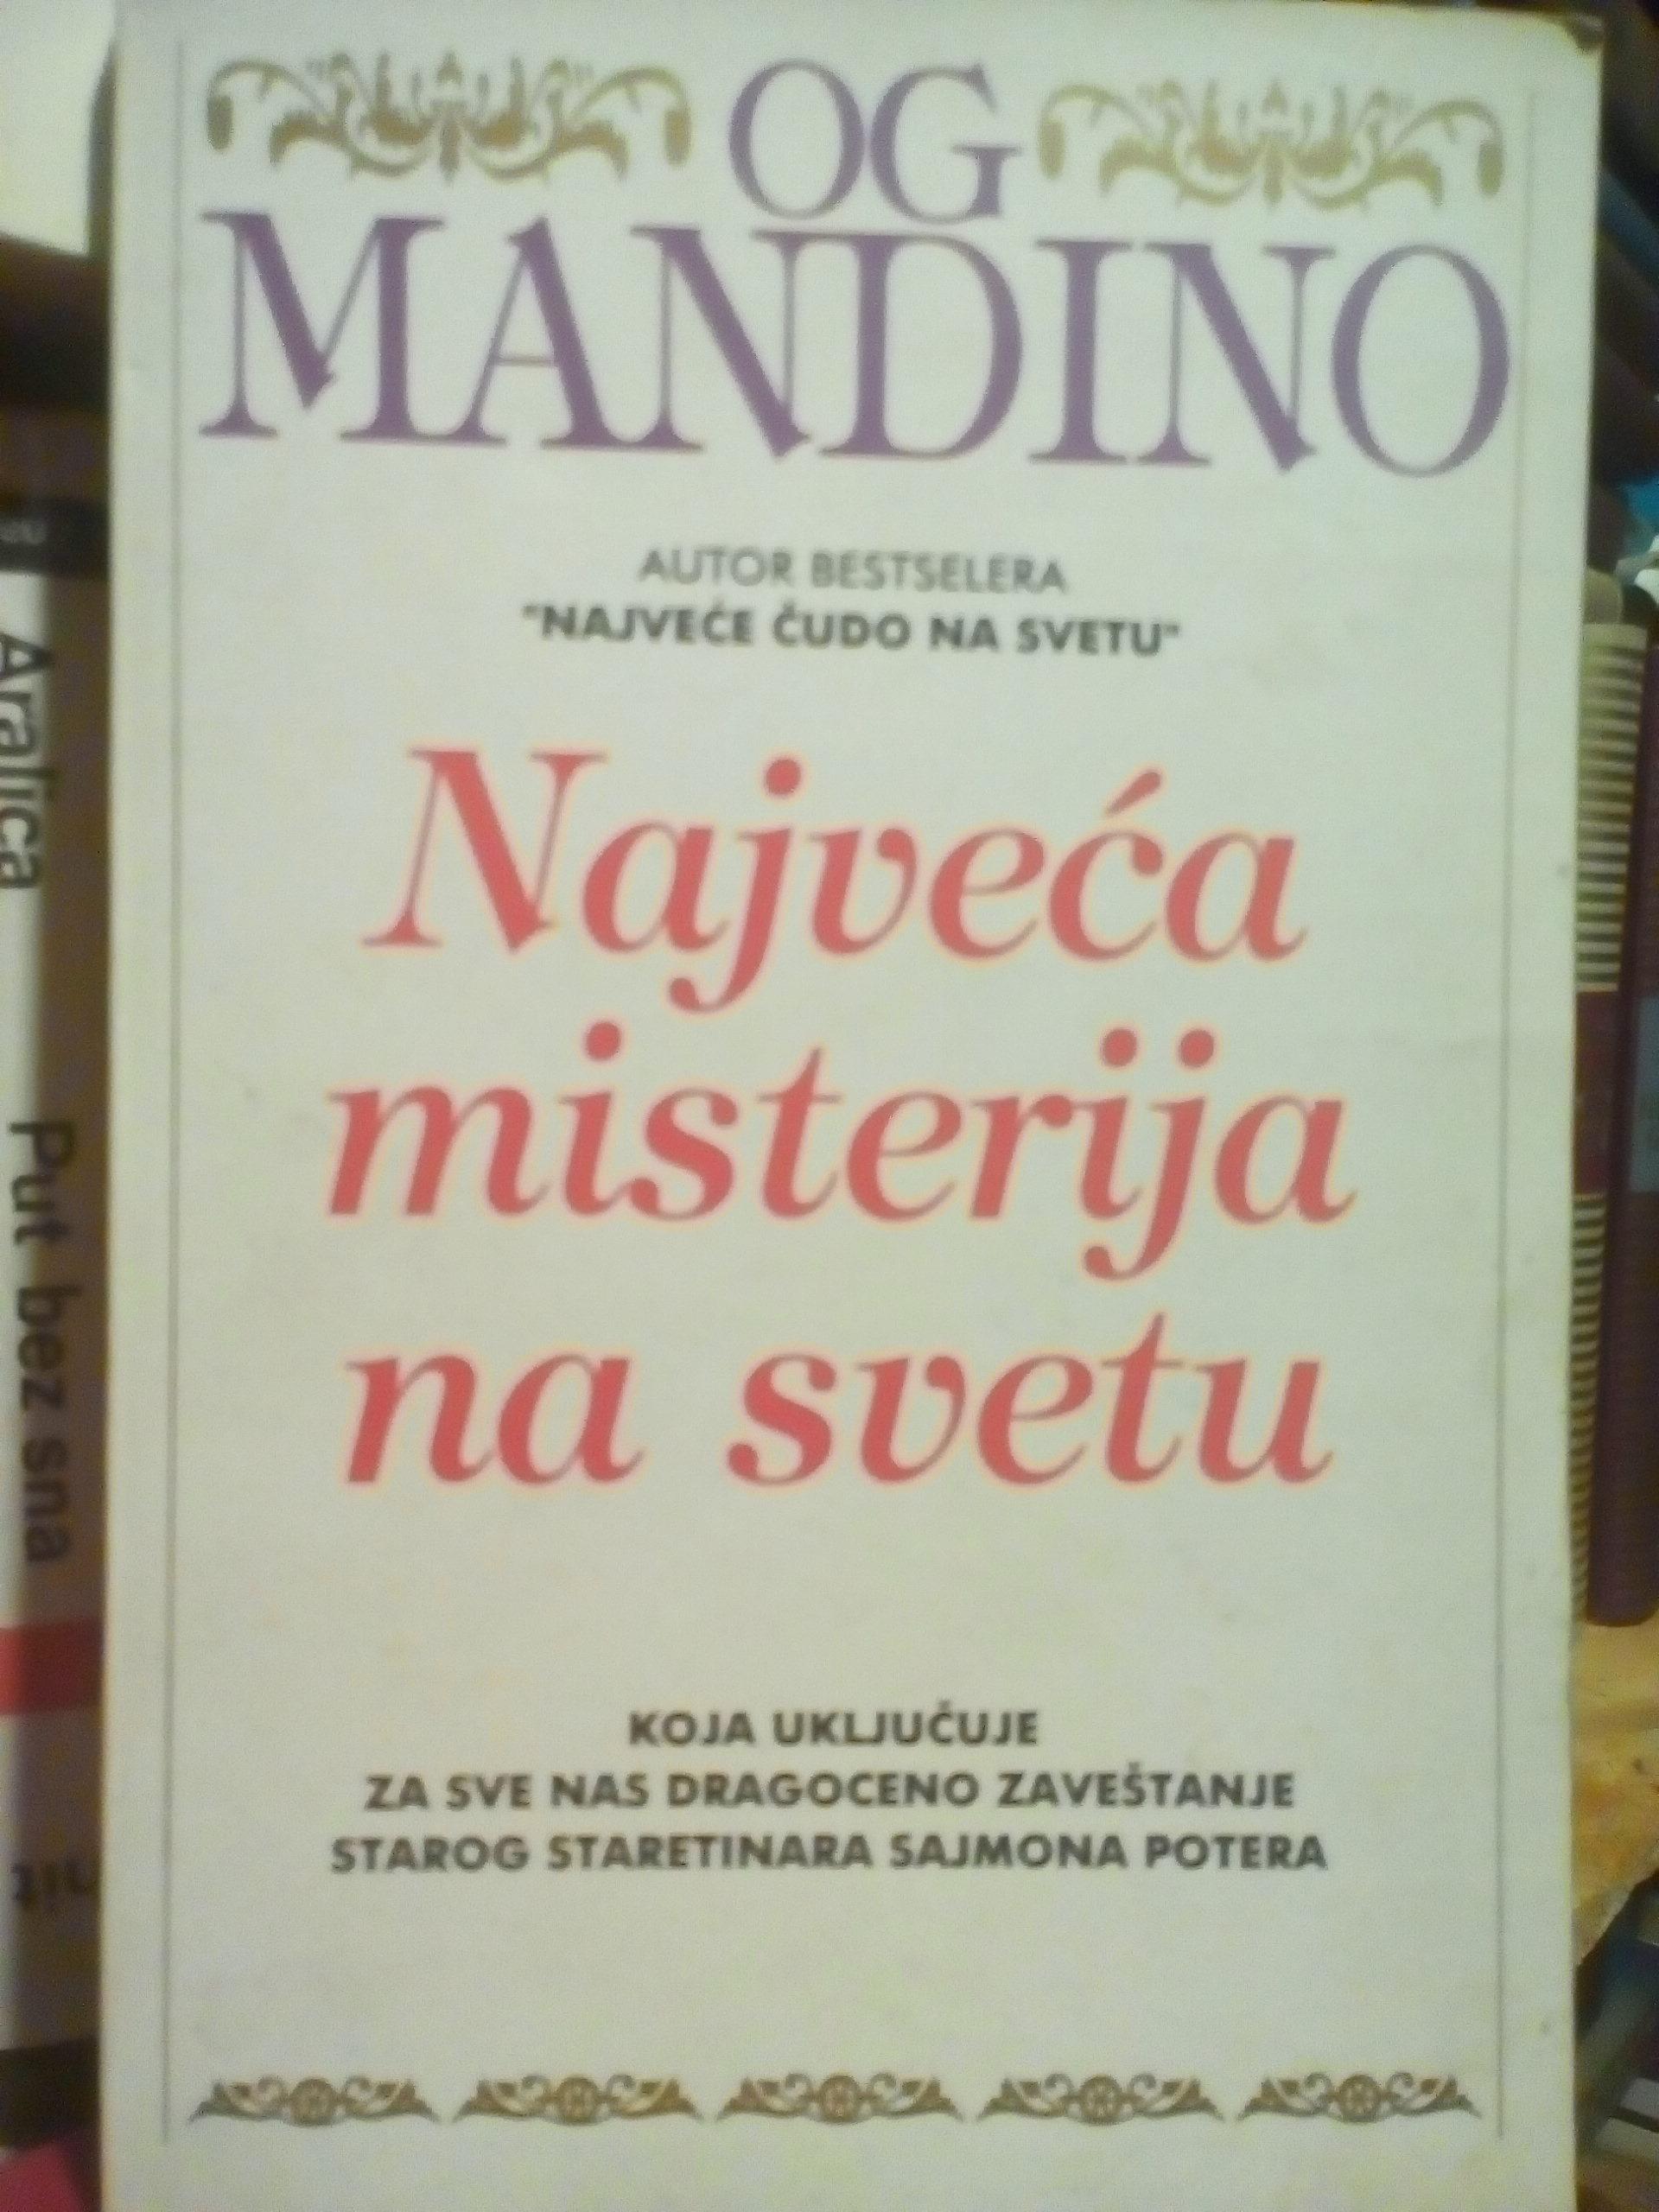 OG
MANDINO
AUTOR BESTSELERA
"NAJVEĆE ČUDO NA SVETU"
Najveća
misterija
na svetu
KOJA UKLJUČUJE
ZA SVE NAS DRAGOCENO ZAVEŠTANJE
STAROG STARETINARA SAJMONA POTERA
Aralica
Put bez sna